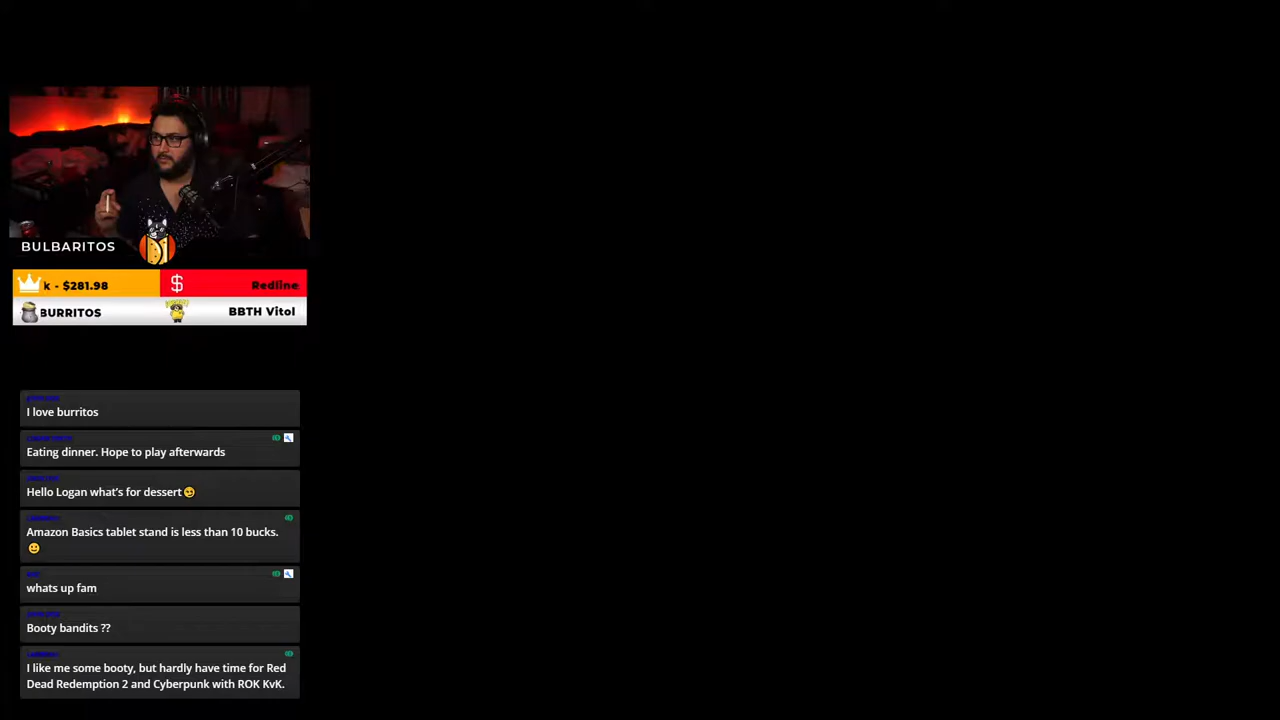 BULBARITOS
k - $281.98
$
Redline
BURRITOS
BBTH Vitol
I love burritos
Eating dinner. Hope to play afterwards
Hello Logan what's for dessert😏
Amazon Basics tablet stand is less than 10 bucks.
😀
whats up fam
Booty bandits ??
I like me some booty, but hardly have time for Red
Dead Redemption 2 and Cyberpunk with ROK KvK.